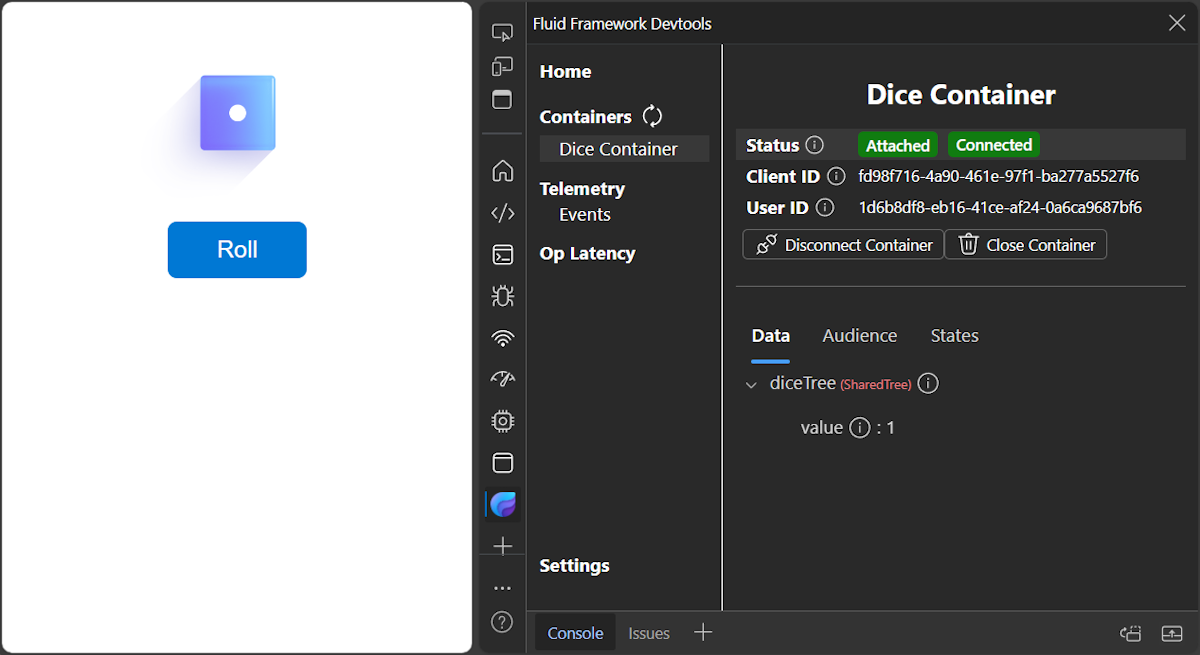 Roll
Fluid Framework Devtools
Home
Containers
Dice Container
Telemetry
Events
Op Latency
Settings
Dice Container
Status Attached Connected
Client ID fd98f716-4a90-461e-97f1-ba277a5527f6
User ID 1d6b8df8-eb16-41ce-af24-0a6ca9687bf6
Disconnect Container Close Container
Data Audience States
diceTree (SharedTree)
value : 1
Console Issues